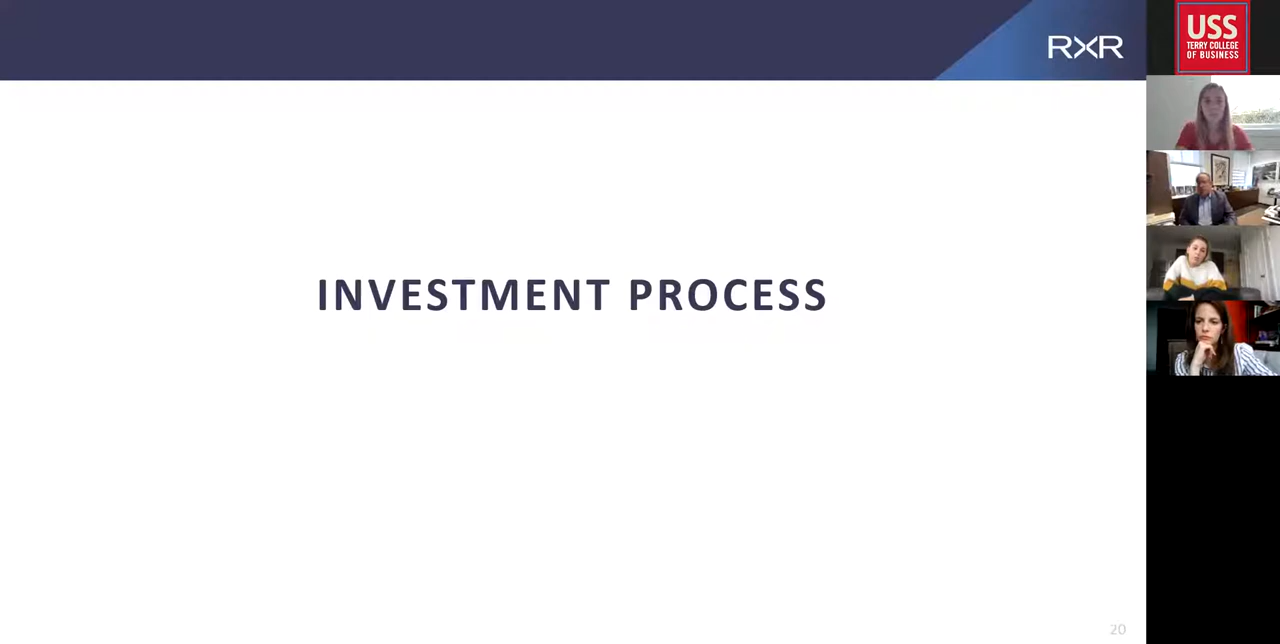 RXR
USS
TERRY COLLEGE
OF BUSINESS
INVESTMENT PROCESS
20